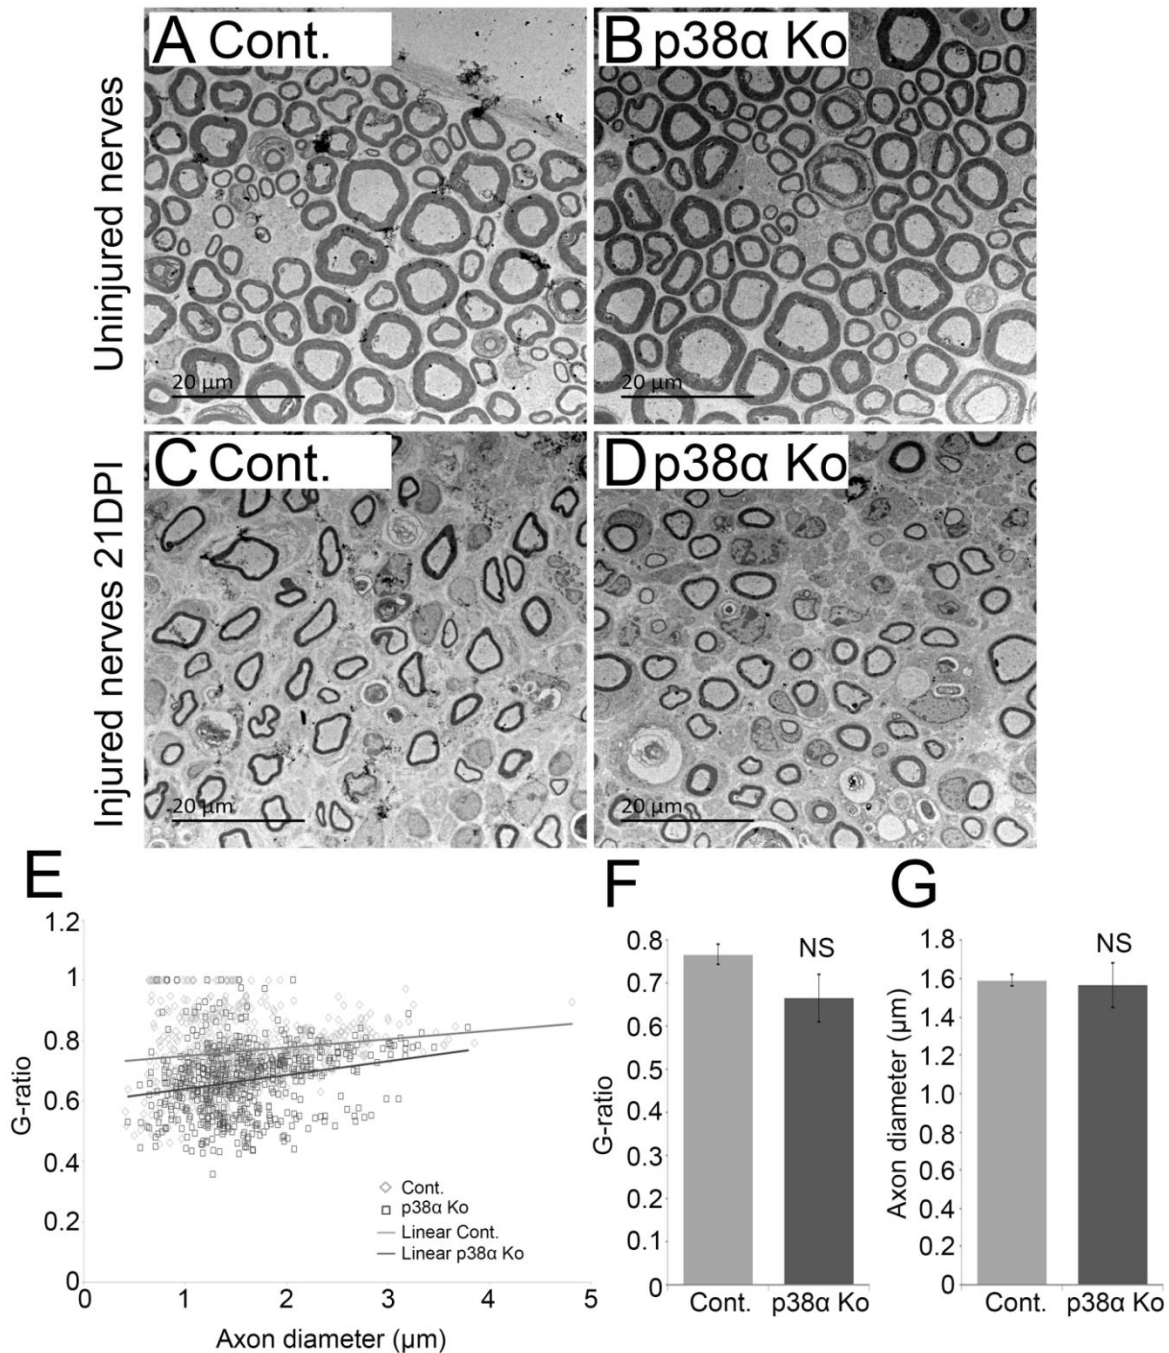 A Cont.
B p38α Ko
Uninjured nerves
20 µm
20 µm
C Cont.
D p38α Ko
Injured nerves 21DPI
20 µm
20 µm
E
1.2
1
0.8
0.6
0.4
0.2
0
G-ratio
0
1
2
3
4
5
Axon diameter (µm)
Cont.
p38α Ko
Linear Cont.
Linear p38α Ko
F
0.8
0.7
0.6
0.5
0.4
0.3
0.2
0.1
0
G-ratio
NS
Cont.
p38α Ko
G
1.8
1.6
1.4
1.2
1.0
0.8
0.6
0.4
0.2
0
Axon diameter (µm)
NS
Cont.
p38α Ko